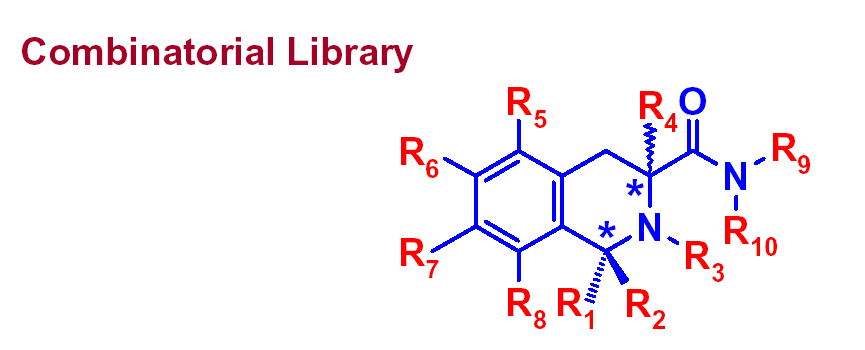 Combinatorial Library
R5
R4 O
R6
R9
*
N
*
N
R10
R7
R3
R1 R2
R8